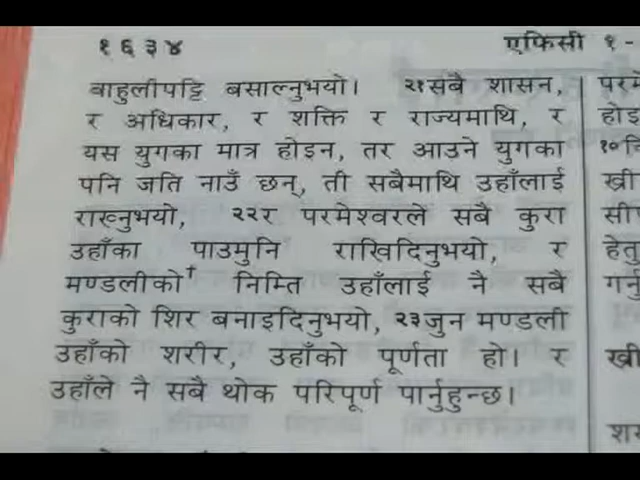 १६३४
एफिसी १-
बाहुलीपट्टि बसाल्नुभयो। २१सबै शासन,
र अधिकार, र शक्ति र राज्यमाथि, र
यस युगका मात्र होइन, तर आउने युगका
पनि जति नाउँ छन्, ती सबैमाथि उहाँलाई
राख्नुभयो, २२र परमेश्वरले सबै कुरा
उहाँका पाउमुनि राखिदिनुभयो, र
मण्डलीको† निम्ति उहाँलाई नै सबै
कुराको शिर बनाइदिनुभयो, २३जुन मण्डली
उहाँको शरीर, उहाँको पूर्णता हो। र
उहाँले नै सबै थोक परिपूर्ण पार्नुहुन्छ।
हेतु